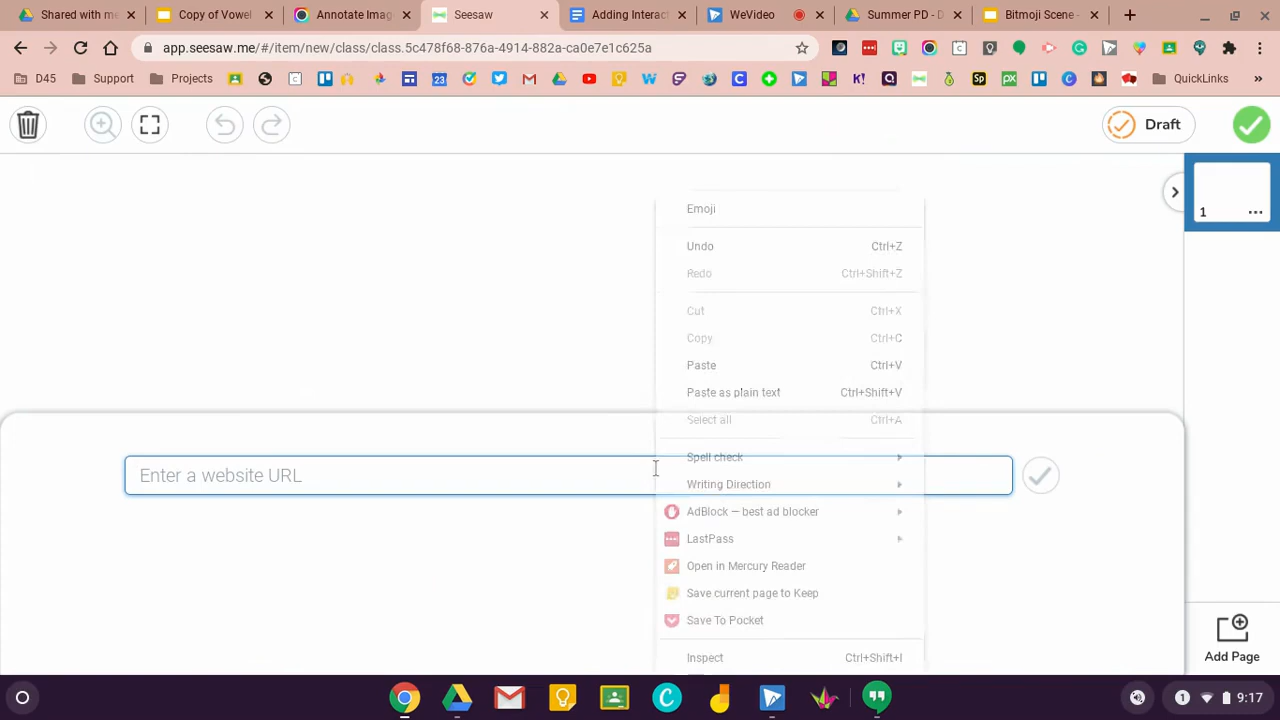 Shared with me
Copy of Vowel
Annotate Imag
Seesaw
Adding Interac
WeVideo
Summer PD - D
Bitmoji Scene -
app.seesaw.me/#/item/new/class/class.5c478f68-876a-4914-882a-ca0e7e1c625a
D45
Support
Projects
QuickLinks
Draft
1
Emoji
Undo Ctrl+Z
Redo Ctrl+Shift+Z
Cut Ctrl+X
Copy Ctrl+C
Paste Ctrl+V
Paste as plain text Ctrl+Shift+V
Select all Ctrl+A
Enter a website URL
Spell check
Writing Direction
AdBlock — best ad blocker
LastPass
Open in Mercury Reader
Save current page to Keep
Save To Pocket
Inspect Ctrl+Shift+I
Add Page
1
9:17